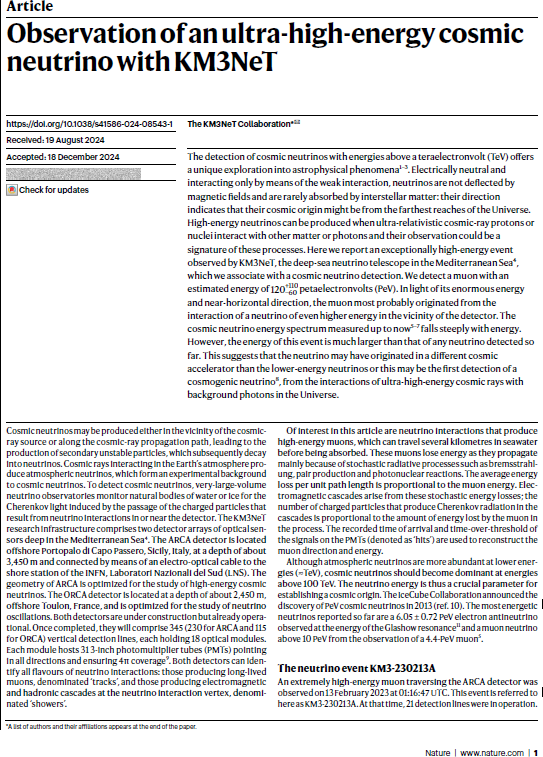 Article
Observation of an ultra-high-energy cosmic
neutrino with KM3NeT
https://doi.org/10.1038/s41586-024-08543-1
Received: 19 August 2024
Accepted: 18 December 2024
Check for updates
The KM3NeT Collaboration*✉
The detection of cosmic neutrinos with energies above a teraelectronvolt (TeV) offers
a unique exploration into astrophysical phenomena1–3. Electrically neutral and
interacting only by means of the weak interaction, neutrinos are not deflected by
magnetic fields and are rarely absorbed by interstellar matter: their direction
indicates that their cosmic origin might be from the farthest reaches of the Universe.
High-energy neutrinos can be produced when ultra-relativistic cosmic-ray protons or
nuclei interact with other matter or photons and their observation could be a
signature of these processes. Here we report an exceptionally high-energy event
observed by KM3NeT, the deep-sea neutrino telescope in the Mediterranean Sea4,
which we associate with a cosmic neutrino detection. We detect a muon with an
estimated energy of 120+110−60 petaelectronvolts (PeV). In light of its enormous energy
and near-horizontal direction, the muon most probably originated from the
interaction of a neutrino of even higher energy in the vicinity of the detector. The
cosmic neutrino energy spectrum measured up to now5–7 falls steeply with energy.
However, the energy of this event is much larger than that of any neutrino detected so
far. This suggests that the neutrino may have originated in a different cosmic
accelerator than the lower-energy neutrinos or this may be the first detection of a
cosmogenic neutrino8, from the interactions of ultra-high-energy cosmic rays with
background photons in the Universe.
Cosmic neutrinos may be produced either in the vicinity of the cosmic-
ray source or along the cosmic-ray propagation path, leading to the
production of secondary unstable particles, which subsequently decay
into neutrinos. Cosmic rays interacting in the Earth's atmosphere pro-
duce atmospheric neutrinos, which form an experimental background
to cosmic neutrinos. To detect cosmic neutrinos, very-large-volume
neutrino observatories monitor natural bodies of water or ice for the
Cherenkov light induced by the passage of the charged particles that
result from neutrino interactions in or near the detector. The KM3NeT
research infrastructure comprises two detector arrays of optical sen-
sors deep in the Mediterranean Sea4. The ARCA detector is located
offshore Portopalo di Capo Passero, Sicily, Italy, at a depth of about
3,450 m and connected by means of an electro-optical cable to the
shore station of the INFN, Laboratori Nazionali del Sud (LNS). The
geometry of ARCA is optimized for the study of high-energy cosmic
neutrinos. The ORCA detector is located at a depth of about 2,450 m,
offshore Toulon, France, and is optimized for the study of neutrino
oscillations. Both detectors are under construction but already opera-
tional. Once completed, they will comprise 345 (230 for ARCA and 115
for ORCA) vertical detection lines, each holding 18 optical modules.
Each module hosts 31 3-inch photomultiplier tubes (PMTs) pointing
in all directions and ensuring 4π coverage9. Both detectors can iden-
tify all flavours of neutrino interactions: those producing long-lived
muons, denominated 'tracks', and those producing electromagnetic
and hadronic cascades at the neutrino interaction vertex, denomi-
nated 'showers'.
Of interest in this article are neutrino interactions that produce
high-energy muons, which can travel several kilometres in seawater
before being absorbed. These muons lose energy as they propagate
mainly because of stochastic radiative processes such as bremsstrahl-
ung, pair production and photonuclear reactions. The average energy
loss per unit path length is proportional to the muon energy. Elec-
tromagnetic cascades arise from these stochastic energy losses; the
number of charged particles that produce Cherenkov radiation in the
cascades is proportional to the amount of energy lost by the muon in
the process. The recorded time of arrival and time-over-threshold of
the signals on the PMTs (denoted as 'hits') are used to reconstruct the
muon direction and energy.
Although atmospheric neutrinos are more abundant at lower ener-
gies (≈TeV), cosmic neutrinos should become dominant at energies
above 100 TeV. The neutrino energy is thus a crucial parameter for
establishing a cosmic origin. The IceCube Collaboration announced the
discovery of PeV cosmic neutrinos in 2013 (ref. 10). The most energetic
neutrinos reported so far are a 6.05 ± 0.72 PeV electron antineutrino
at the energy of the Glashow resonance11 and a muon neutrino
above 10 PeV from the observation of a 4.4-PeV muon5.
The neutrino event KM3-230213A
An extremely high-energy muon traversing the ARCA detector was
observed on 13 February 2023 at 01:16:47 UTC. This event is referred to
here as KM3-230213A. At that time, 21 detection lines were in operation.
*A list of authors and their affiliations appears at the end of the paper.
Nature | www.nature.com | 1